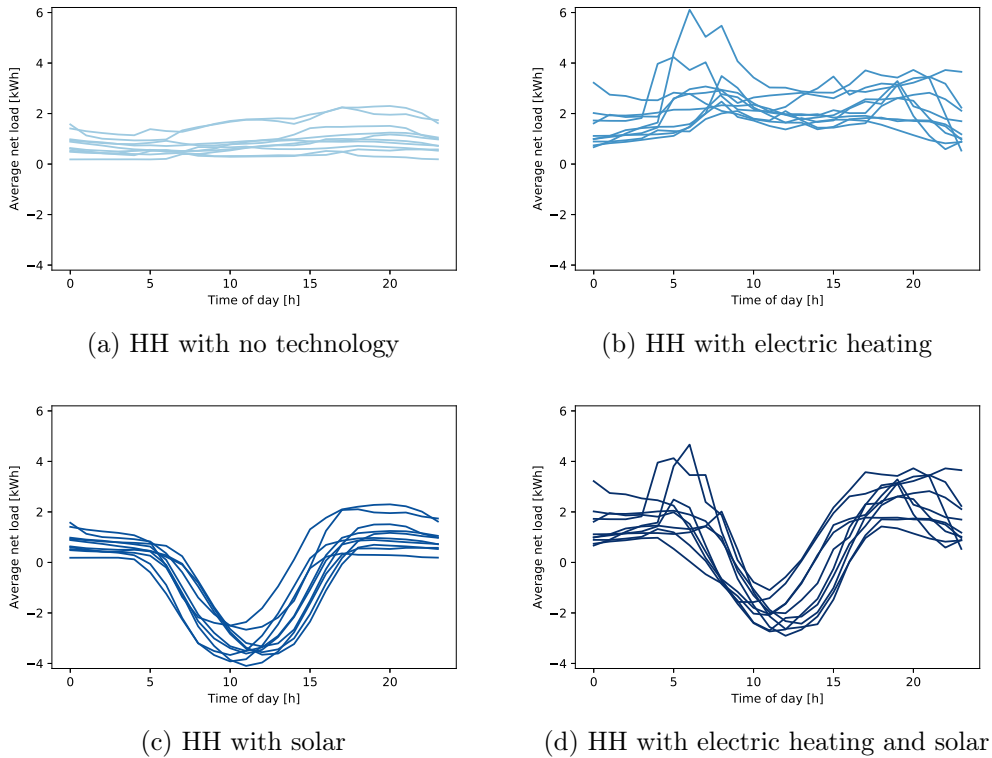 6
4
2
0
−2
−4
Average net load [kWh]
0 5 10 15 20
Time of day [h]
(a) HH with no technology
6
4
2
0
−2
−4
Average net load [kWh]
0 5 10 15 20
Time of day [h]
(b) HH with electric heating
6
4
2
0
−2
−4
Average net load [kWh]
0 5 10 15 20
Time of day [h]
(c) HH with solar
6
4
2
0
−2
−4
Average net load [kWh]
0 5 10 15 20
Time of day [h]
(d) HH with electric heating and solar